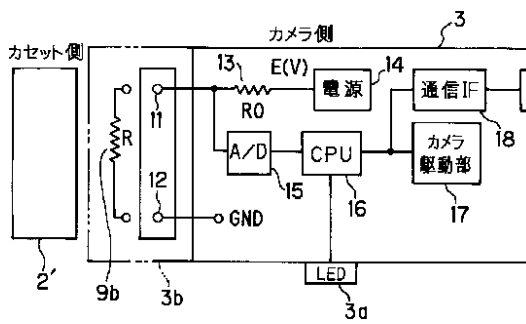 カセット側
カメラ側
3
13
E(V)
電源
14
通信IF
R
11
R0
18
A/D
CPU
カメラ
駆動部
12
15
16
17
GND
2'
9b
3b
LED
3a